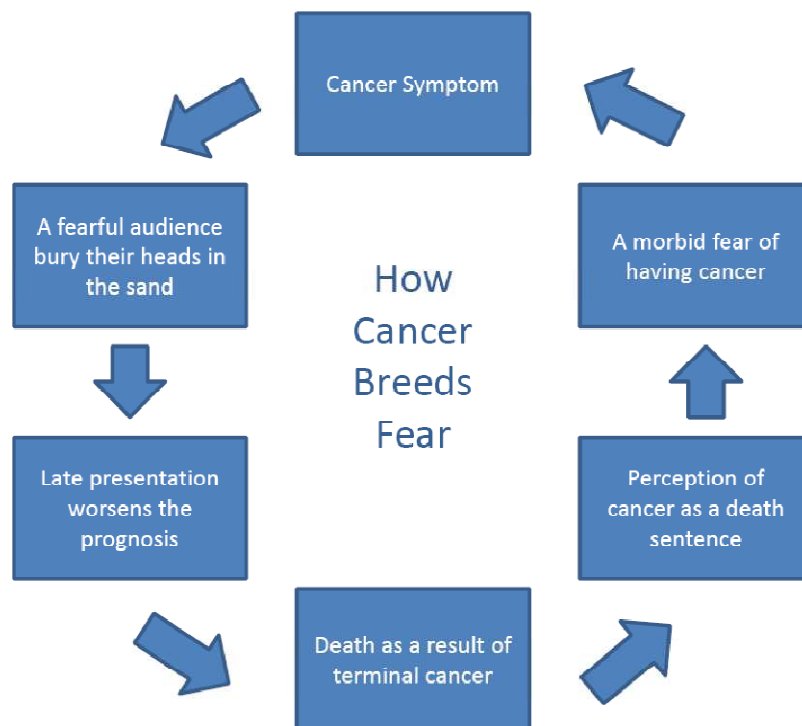 Cancer Symptom
A fearful audience
bury their heads in
the sand
Late presentation
worsens the
prognosis
Death as a result of
terminal cancer
Perception of
cancer as a death
sentence
A morbid fear of
having cancer
How
Cancer
Breeds
Fear